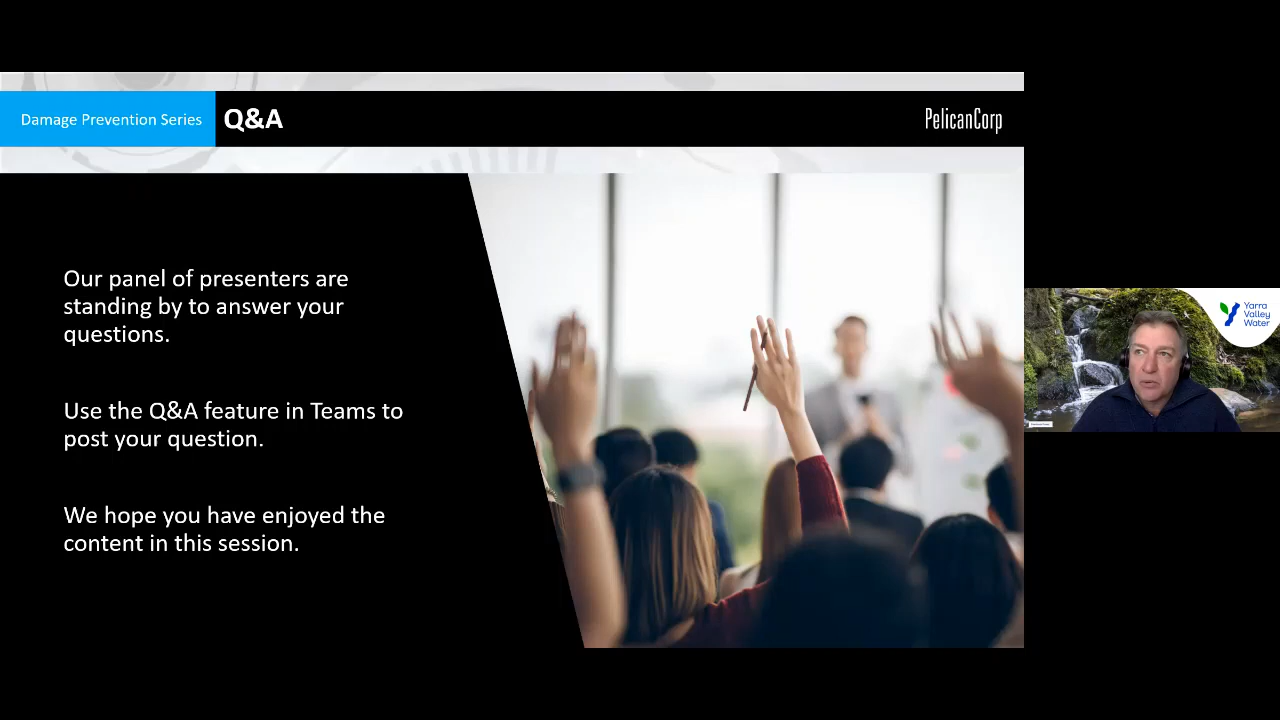 Damage Prevention Series
Q&A
PelicanCorp
Our panel of presenters are
standing by to answer your
questions.
Use the Q&A feature in Teams to
post your question.
We hope you have enjoyed the
content in this session.
Yarra
Valley
Water